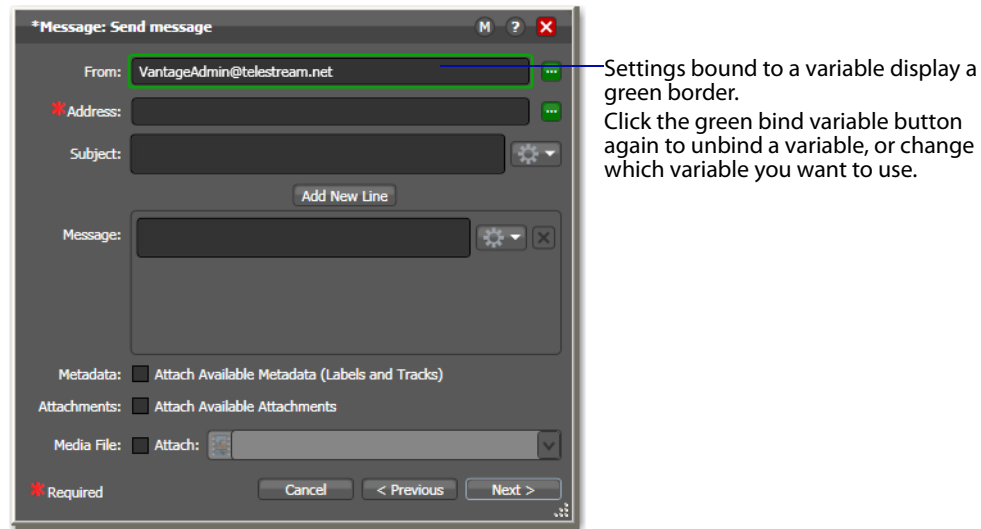 *Message: Send message
M ?
From: VantageAdmin@telestream.net
*Address:
Subject:
Add New Line
Message:
Metadata: Attach Available Metadata (Labels and Tracks)
Attachments: Attach Available Attachments
Media File: Attach:
*Required
Cancel < Previous Next >
Settings bound to a variable display a
green border.
Click the green bind variable button
again to unbind a variable, or change
which variable you want to use.